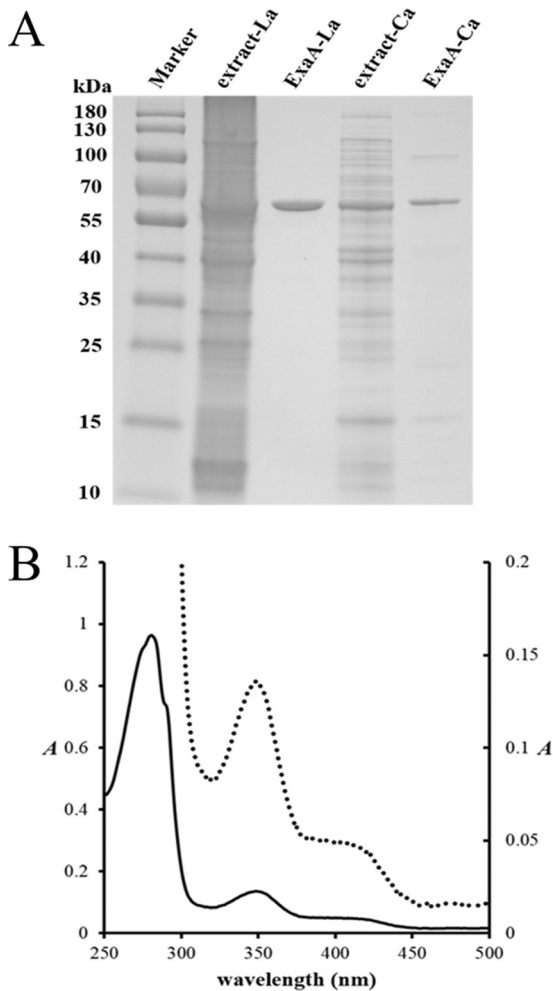 A
Marker
extract-La
ExaA-La
extract-Ca
ExaA-Ca
kDa
180
130
100
70
55
40
35
25
15
10
B
1.2
1
0.8
0.6
0.4
0.2
0
A
0.2
0.15
0.1
0.05
0
A
250 300 350 400 450 500
wavelength (nm)